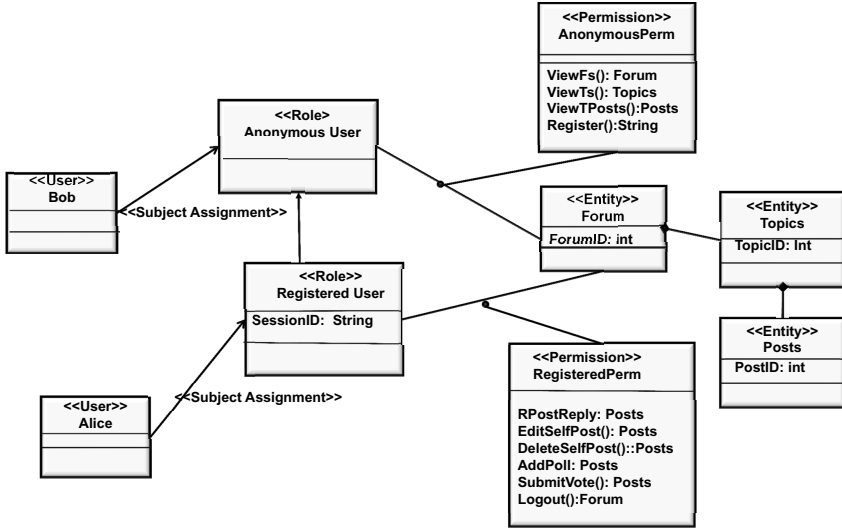 <<Permission>>
AnonymousPerm
ViewFs(): Forum
ViewTs(): Topics
ViewTPosts():Posts
Register():String
<<Role>
Anonymous User
<<User>>
Bob
<<Subject Assignment>>
<<Entity>>
Forum
ForumID: int
<<Entity>>
Topics
TopicID: Int
<<Role>>
Registered User
SessionID: String
<<Entity>>
Posts
PostID: int
<<Permission>>
RegisteredPerm
RPostReply: Posts
EditSelfPost(): Posts
DeleteSelfPost()::Posts
AddPoll: Posts
SubmitVote(): Posts
Logout():Forum
<<Subject Assignment>>
<<User>>
Alice